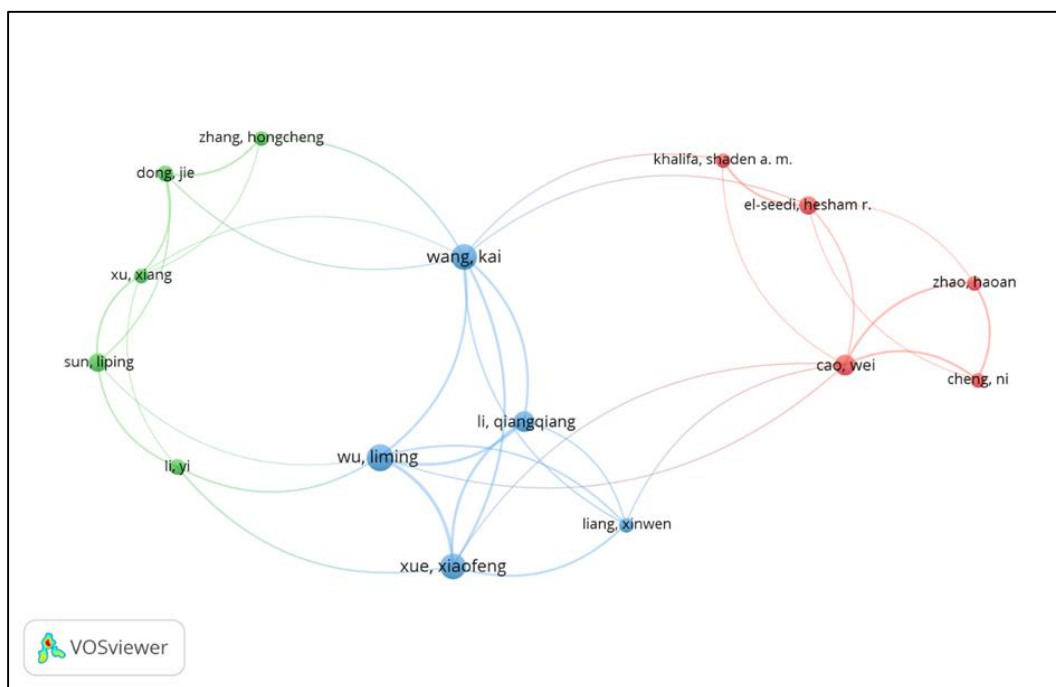 zhang, hongcheng
khalifa, shaden a. m.
dong, jie
el-seedi, hesham r.
wang, kai
xu, xiang
zhao, haoan
sun, liping
cao, wei
cheng, ni
li, qiangqiang
wu, liming
li, yi
liang, xinwen
xue, xiaofeng
VOSviewer